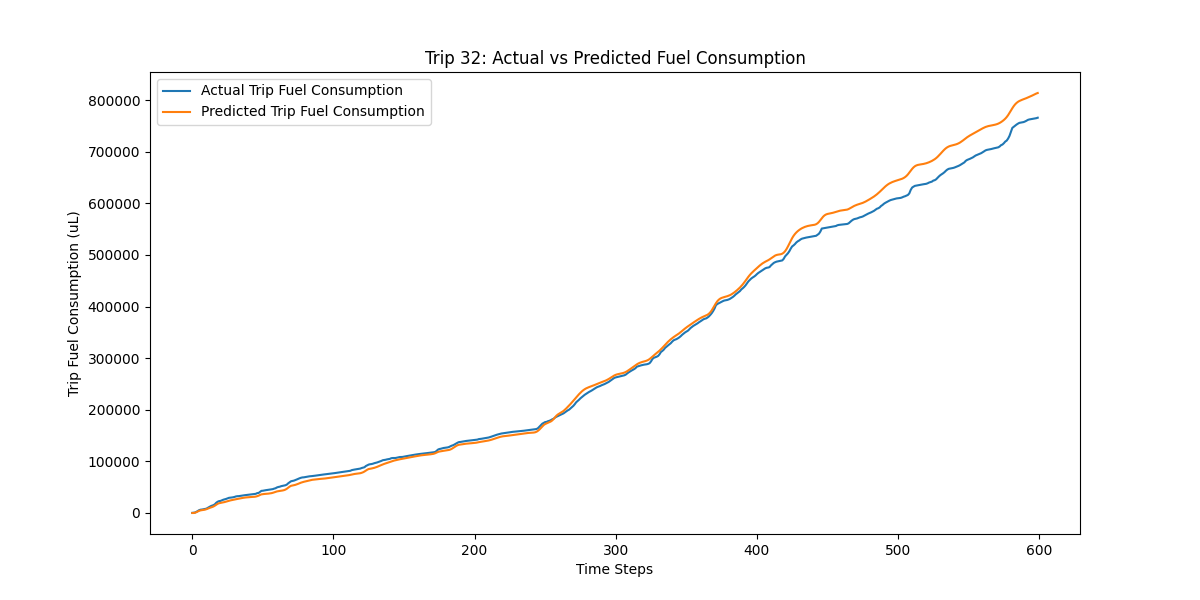 Trip 32: Actual vs Predicted Fuel Consumption
Actual Trip Fuel Consumption
Predicted Trip Fuel Consumption
Trip Fuel Consumption (uL)
800000
700000
600000
500000
400000
300000
200000
100000
0
0 100 200 300 400 500 600
Time Steps